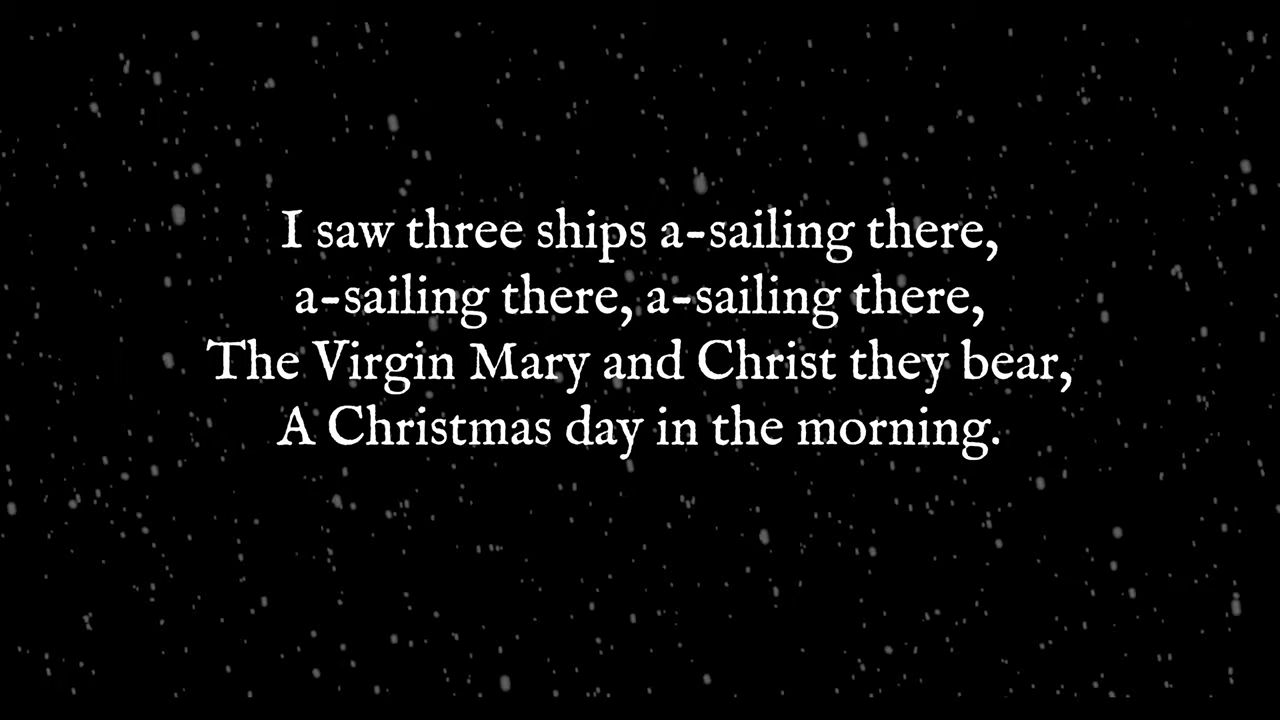 I saw three ships a-sailing there,
a-sailing there, a-sailing there,
The Virgin Mary and Christ they bear,
A Christmas day in the morning.